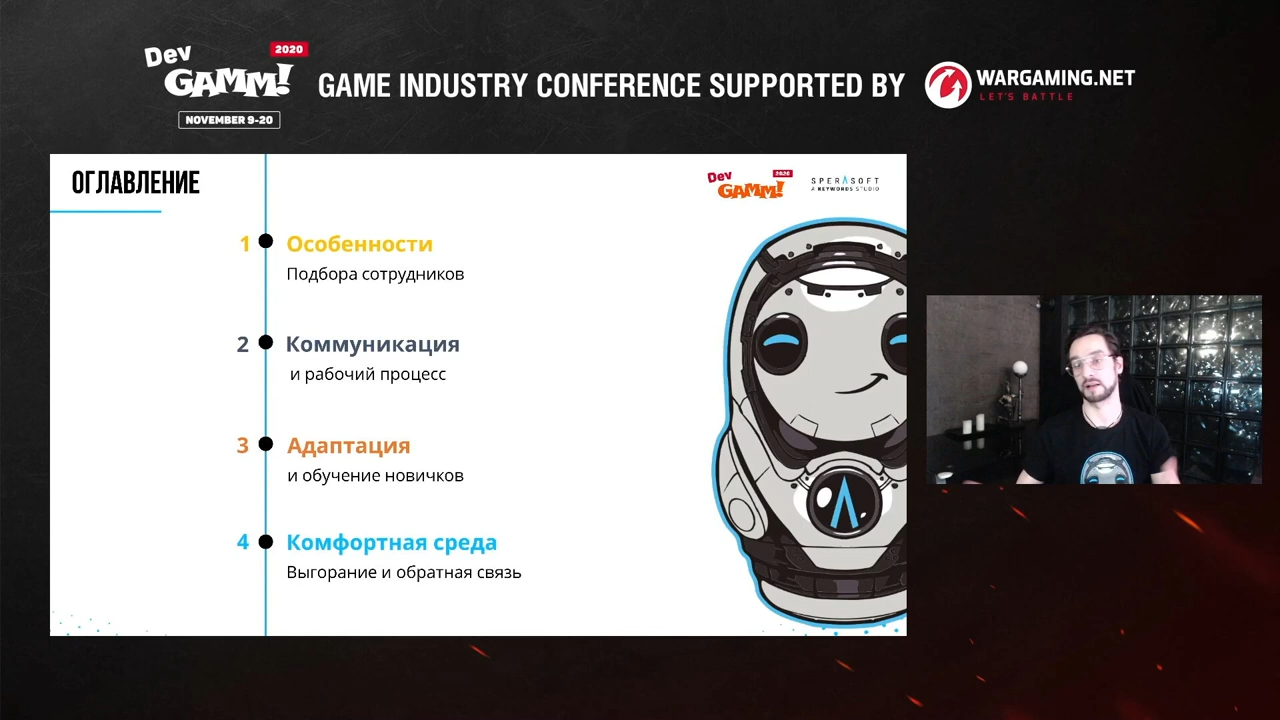 Dev
GAMM!
2020
NOVEMBER 9-20
GAME INDUSTRY CONFERENCE SUPPORTED BY
WARGAMING.NET
LET'S BATTLE
ОГЛАВЛЕНИЕ
Dev
GAMM!
2020
SPERASOFT
A KEYWORDS STUDIO
1 Особенности
Подбора сотрудников
2 Коммуникация
и рабочий процесс
3 Адаптация
и обучение новичков
4 Комфортная среда
Выгорание и обратная связь